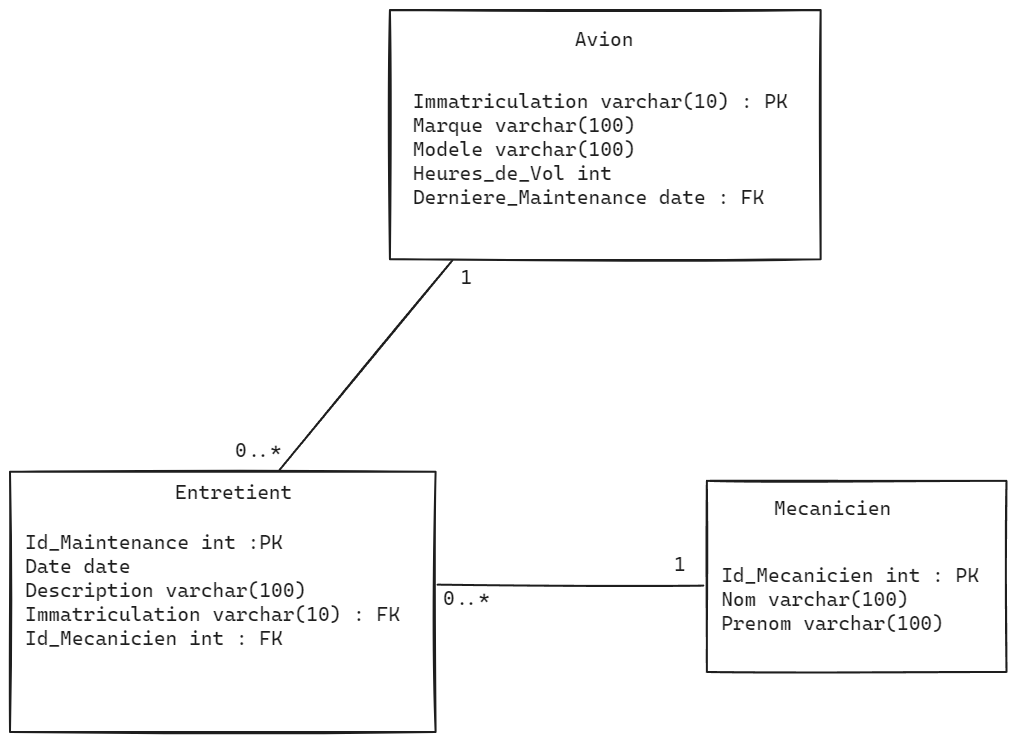 Avion
Immatriculation varchar(10) : PK
Marque varchar(100)
Modele varchar(100)
Heures_de_Vol int
Derniere_Maintenance date : FK
1
0..*
Entretient
Id_Maintenance int :PK
Date date
Description varchar(100)
Immatriculation varchar(10) : FK
Id_Mecanicien int : FK
0..*
1
Mecanicien
Id_Mecanicien int : PK
Nom varchar(100)
Prenom varchar(100)